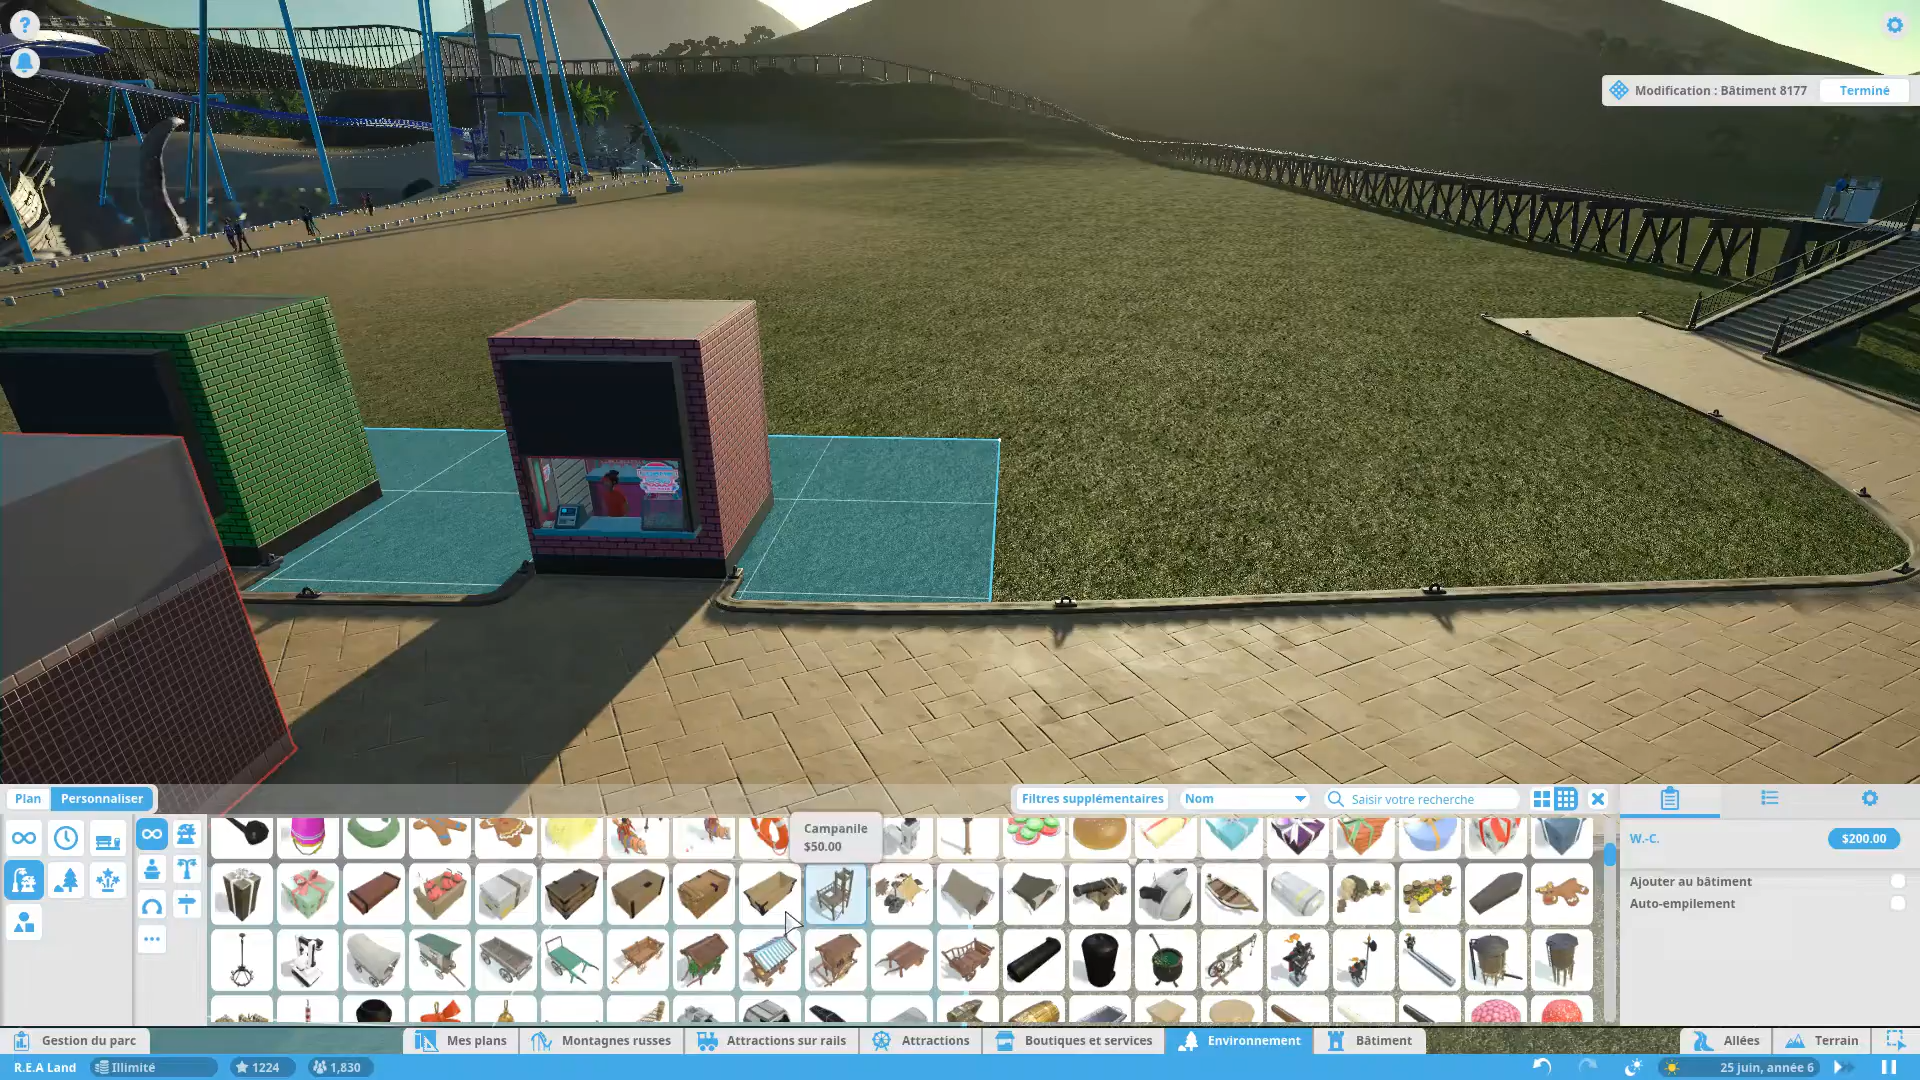 ?
Modification : Bâtiment 8177
Terminé
Plan
Personnaliser
Filtres supplémentaires
Nom
Saisir votre recherche
Campanile
$50.00
W.-C.
$200.00
Ajouter au bâtiment
Auto-empilement
Gestion du parc
Mes plans
Montagnes russes
Attractions sur rails
Attractions
Boutiques et services
Environnement
Bâtiment
Allées
Terrain
R.E.A Land
Illimité
1224
1,830
25 juin, année 6